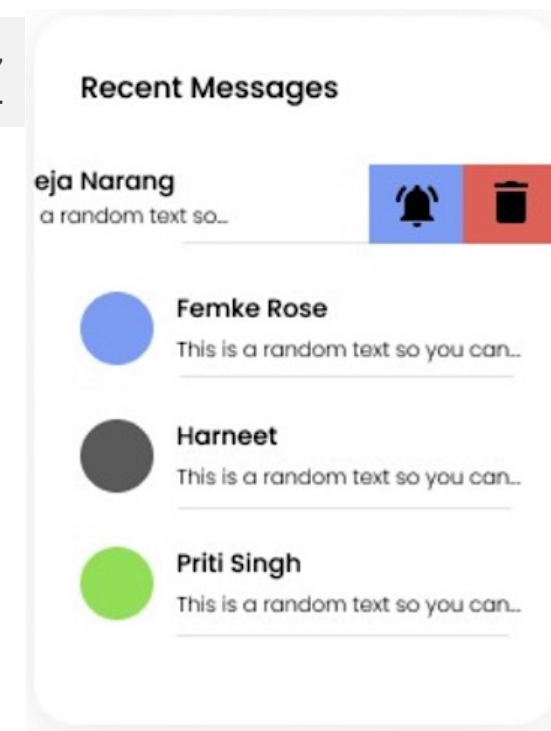 Recent Messages
eja Narang
a random text so...
Femke Rose
This is a random text so you can...
Harneet
This is a random text so you can...
Priti Singh
This is a random text so you can...